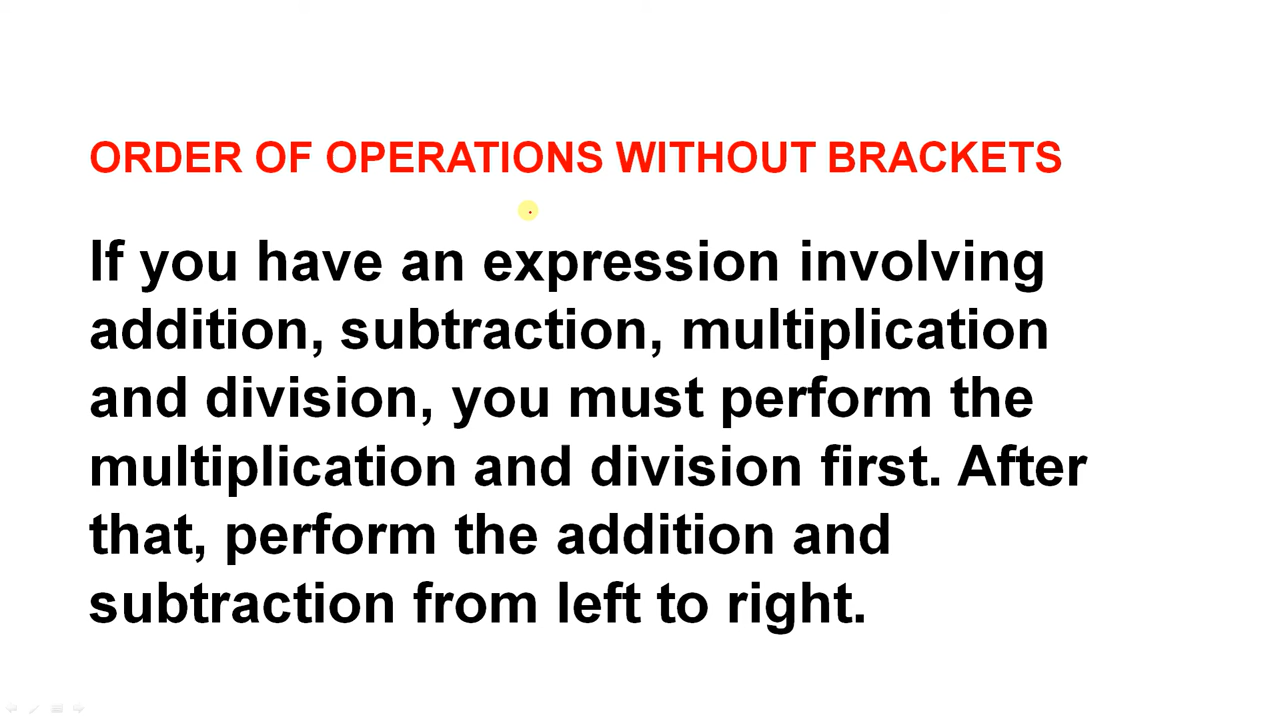 ORDER OF OPERATIONS WITHOUT BRACKETS
If you have an expression involving
addition, subtraction, multiplication
and division, you must perform the
multiplication and division first. After
that, perform the addition and
subtraction from left to right.